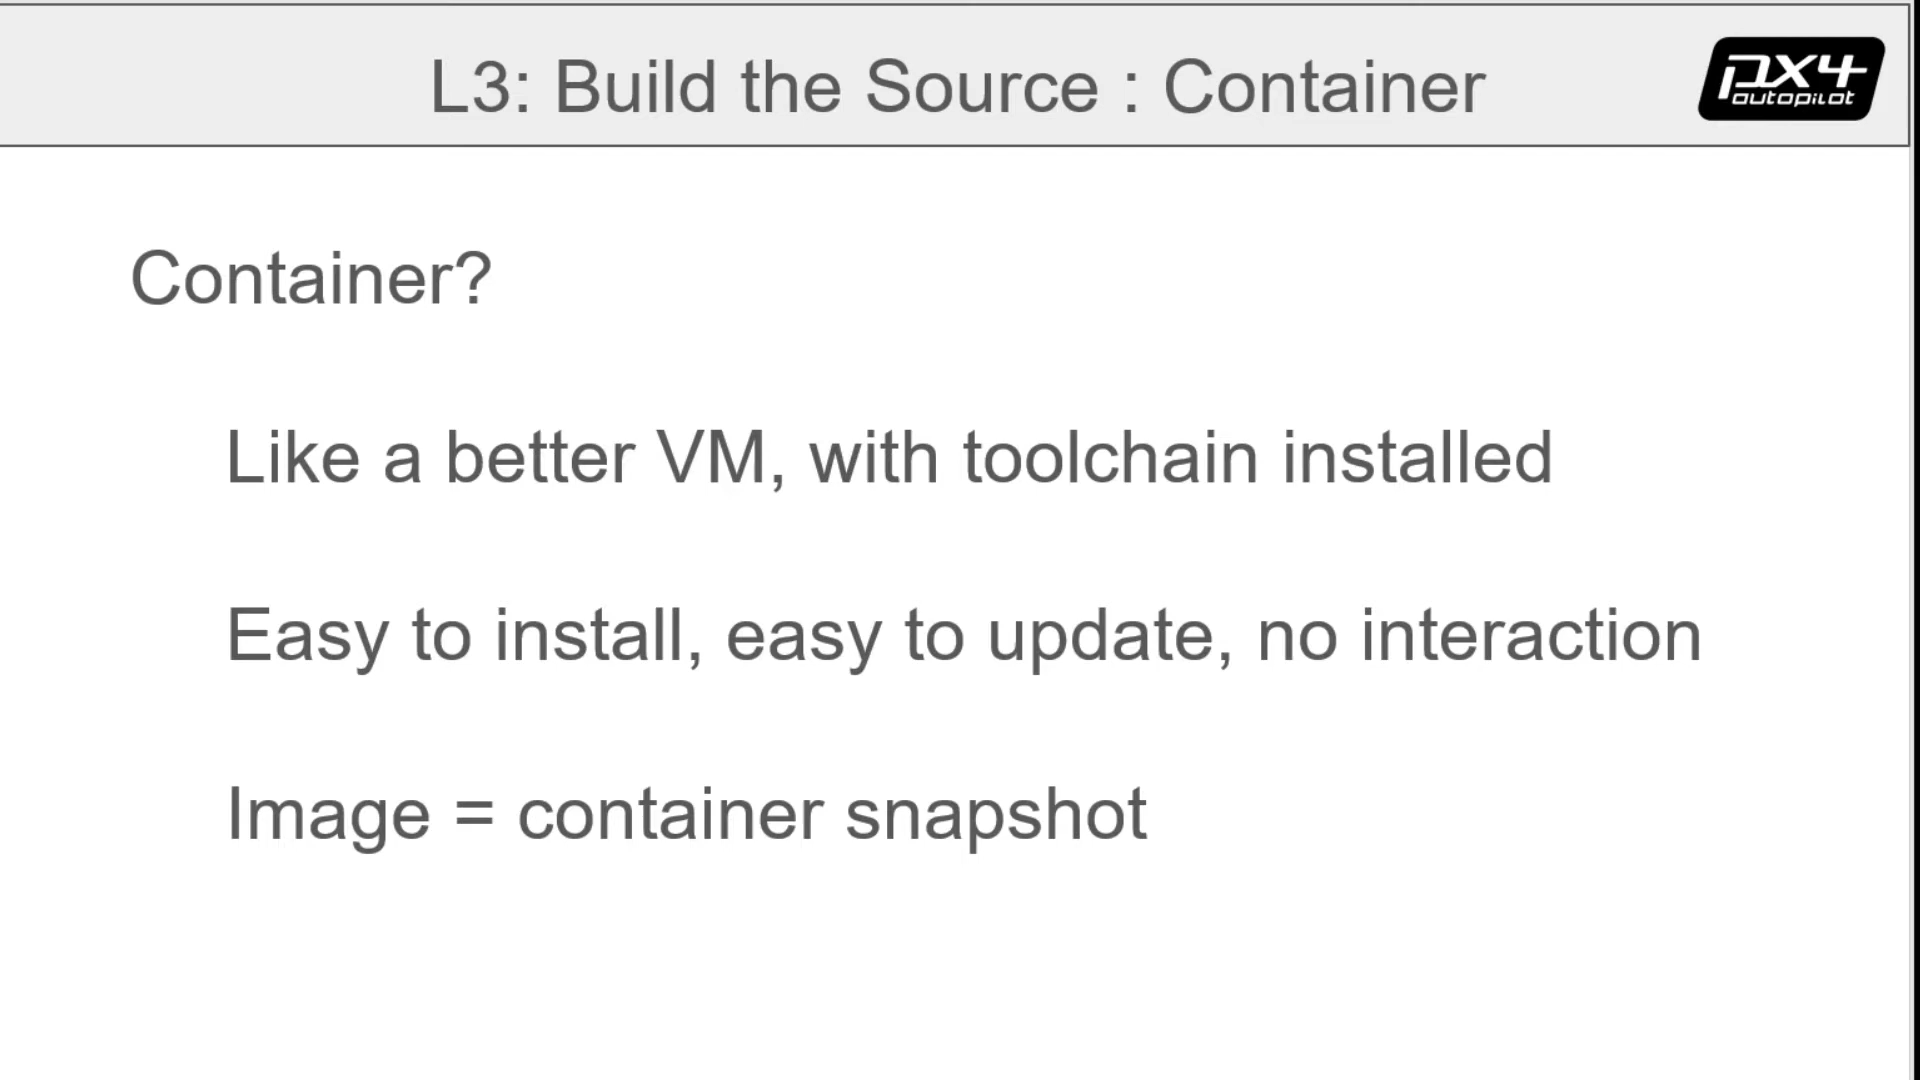 L3: Build the Source : Container
px4
autopilot
Container?
Like a better VM, with toolchain installed
Easy to install, easy to update, no interaction
Image = container snapshot